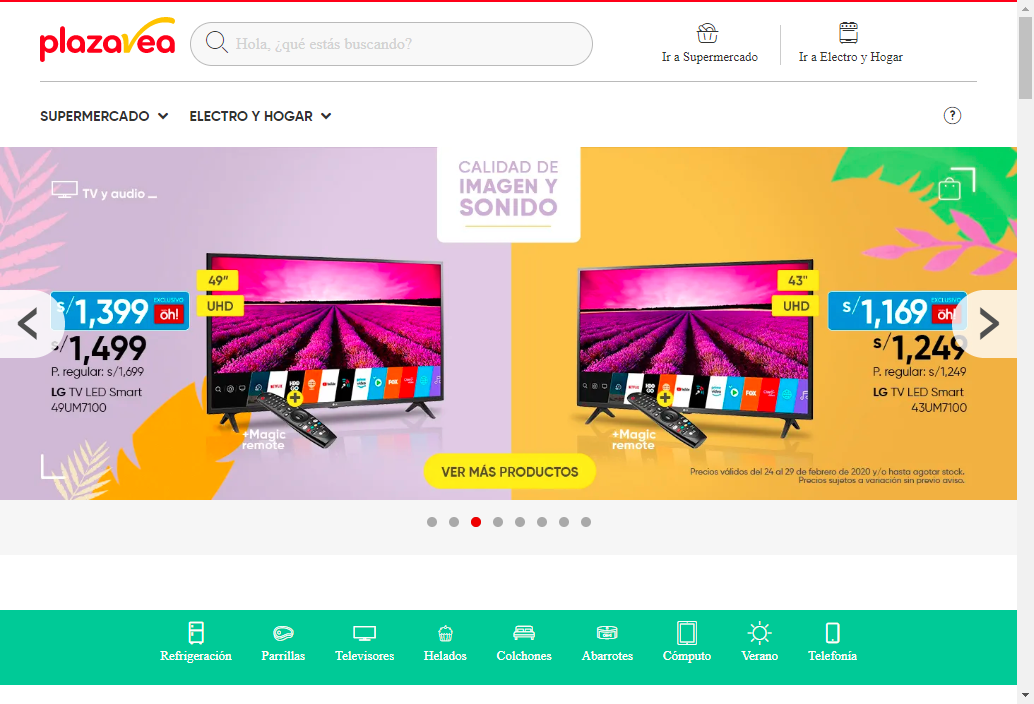 plazavea
Hola, ¿qué estás buscando?
Ir a Supermercado
Ir a Electro y Hogar
SUPERMERCADO
ELECTRO Y HOGAR
?
CALIDAD DE
IMAGEN Y
SONIDO
TV y audio
49"
UHD
S/1,399 EXCLUSIVO oh!
S/1,499
P. regular: s/1,699
LG TV LED Smart
49UM7100
+Magic
remote
43"
UHD
S/1,169 EXCLUSIVO oh!
S/1,249
P. regular: s/1,249
LG TV LED Smart
43UM7100
+Magic
remote
VER MÁS PRODUCTOS
Precios válidos del 24 al 29 de febrero de 2020 y/o hasta agotar stock.
Precios sujetos a variación sin previo aviso.
Refrigeración
Parrillas
Televisores
Helados
Colchones
Abarrotes
Cómputo
Verano
Telefonía